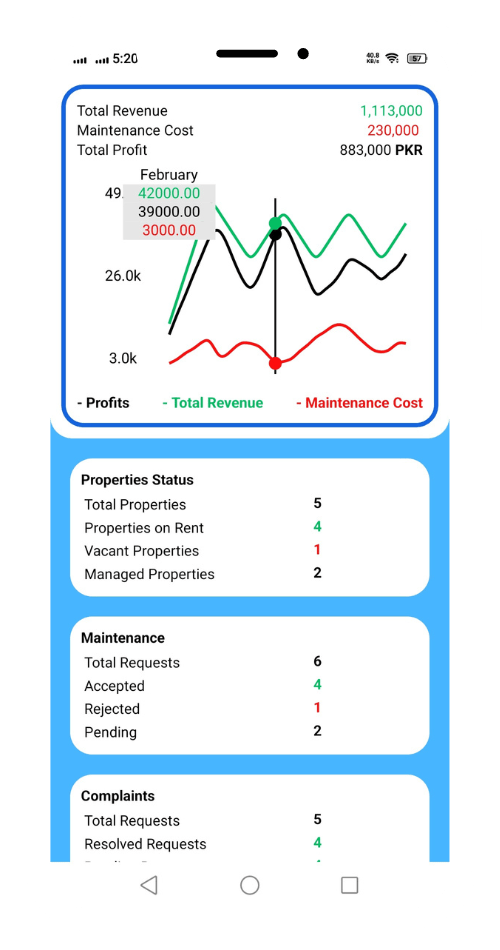 5:20
40.8
KB/s
57
Total Revenue 1,113,000
Maintenance Cost 230,000
Total Profit 883,000 PKR
February
49.
42000.00
39000.00
3000.00
26.0k
3.0k
- Profits - Total Revenue - Maintenance Cost
Properties Status
Total Properties 5
Properties on Rent 4
Vacant Properties 1
Managed Properties 2
Maintenance
Total Requests 6
Accepted 4
Rejected 1
Pending 2
Complaints
Total Requests 5
Resolved Requests 4